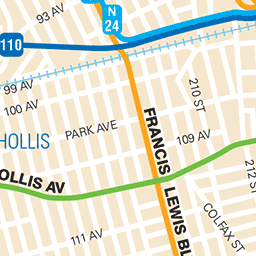 N
24
93 AV
110
99 AV
100 AV
210 ST
PARK AVE
HOLLIS
109 AV
FRANCIS LEWIS BL
OLLIS AV
212 ST
COLFAX ST
111 AV